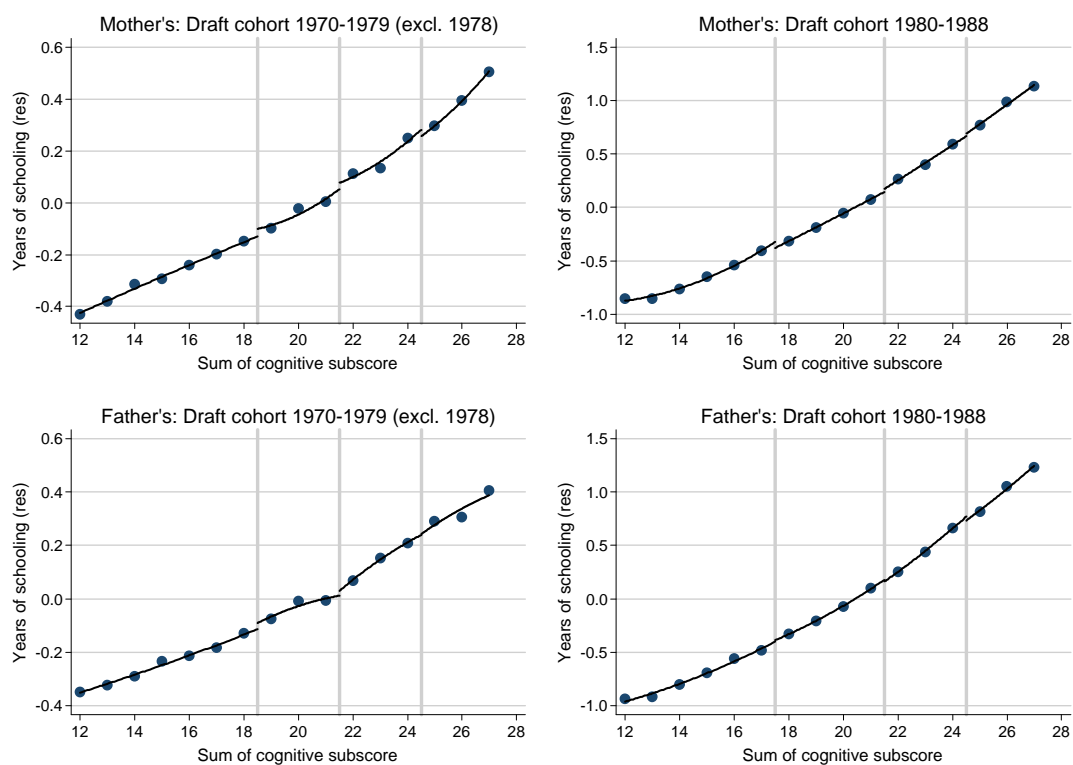 Mother's: Draft cohort 1970-1979 (excl. 1978)
Years of schooling (res)
0.6
0.4
0.2
0.0
-0.2
-0.4
12 14 16 18 20 22 24 26 28
Sum of cognitive subscore
Mother's: Draft cohort 1980-1988
Years of schooling (res)
1.5
1.0
0.5
0.0
-0.5
-1.0
12 14 16 18 20 22 24 26 28
Sum of cognitive subscore
Father's: Draft cohort 1970-1979 (excl. 1978)
Years of schooling (res)
0.6
0.4
0.2
0.0
-0.2
-0.4
12 14 16 18 20 22 24 26 28
Sum of cognitive subscore
Father's: Draft cohort 1980-1988
Years of schooling (res)
1.5
1.0
0.5
0.0
-0.5
-1.0
12 14 16 18 20 22 24 26 28
Sum of cognitive subscore